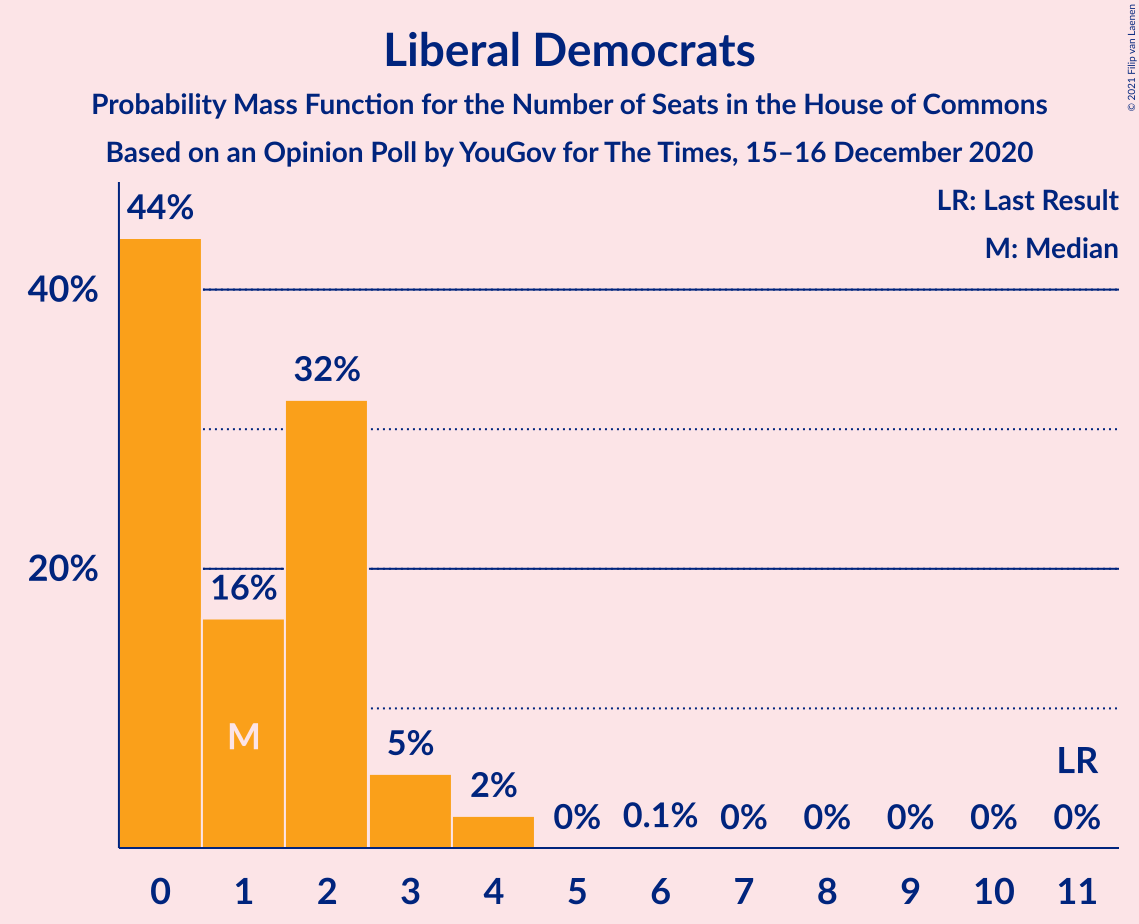 Liberal Democrats
Probability Mass Function for the Number of Seats in the House of Commons
Based on an Opinion Poll by YouGov for The Times, 15–16 December 2020
© 2021 Filip van Laenen
LR: Last Result
M: Median
44%
40%
32%
20%
16%
M
5%
2%
0%
0.1%
0%
0%
0%
0%
LR
0%
0 1 2 3 4 5 6 7 8 9 10 11